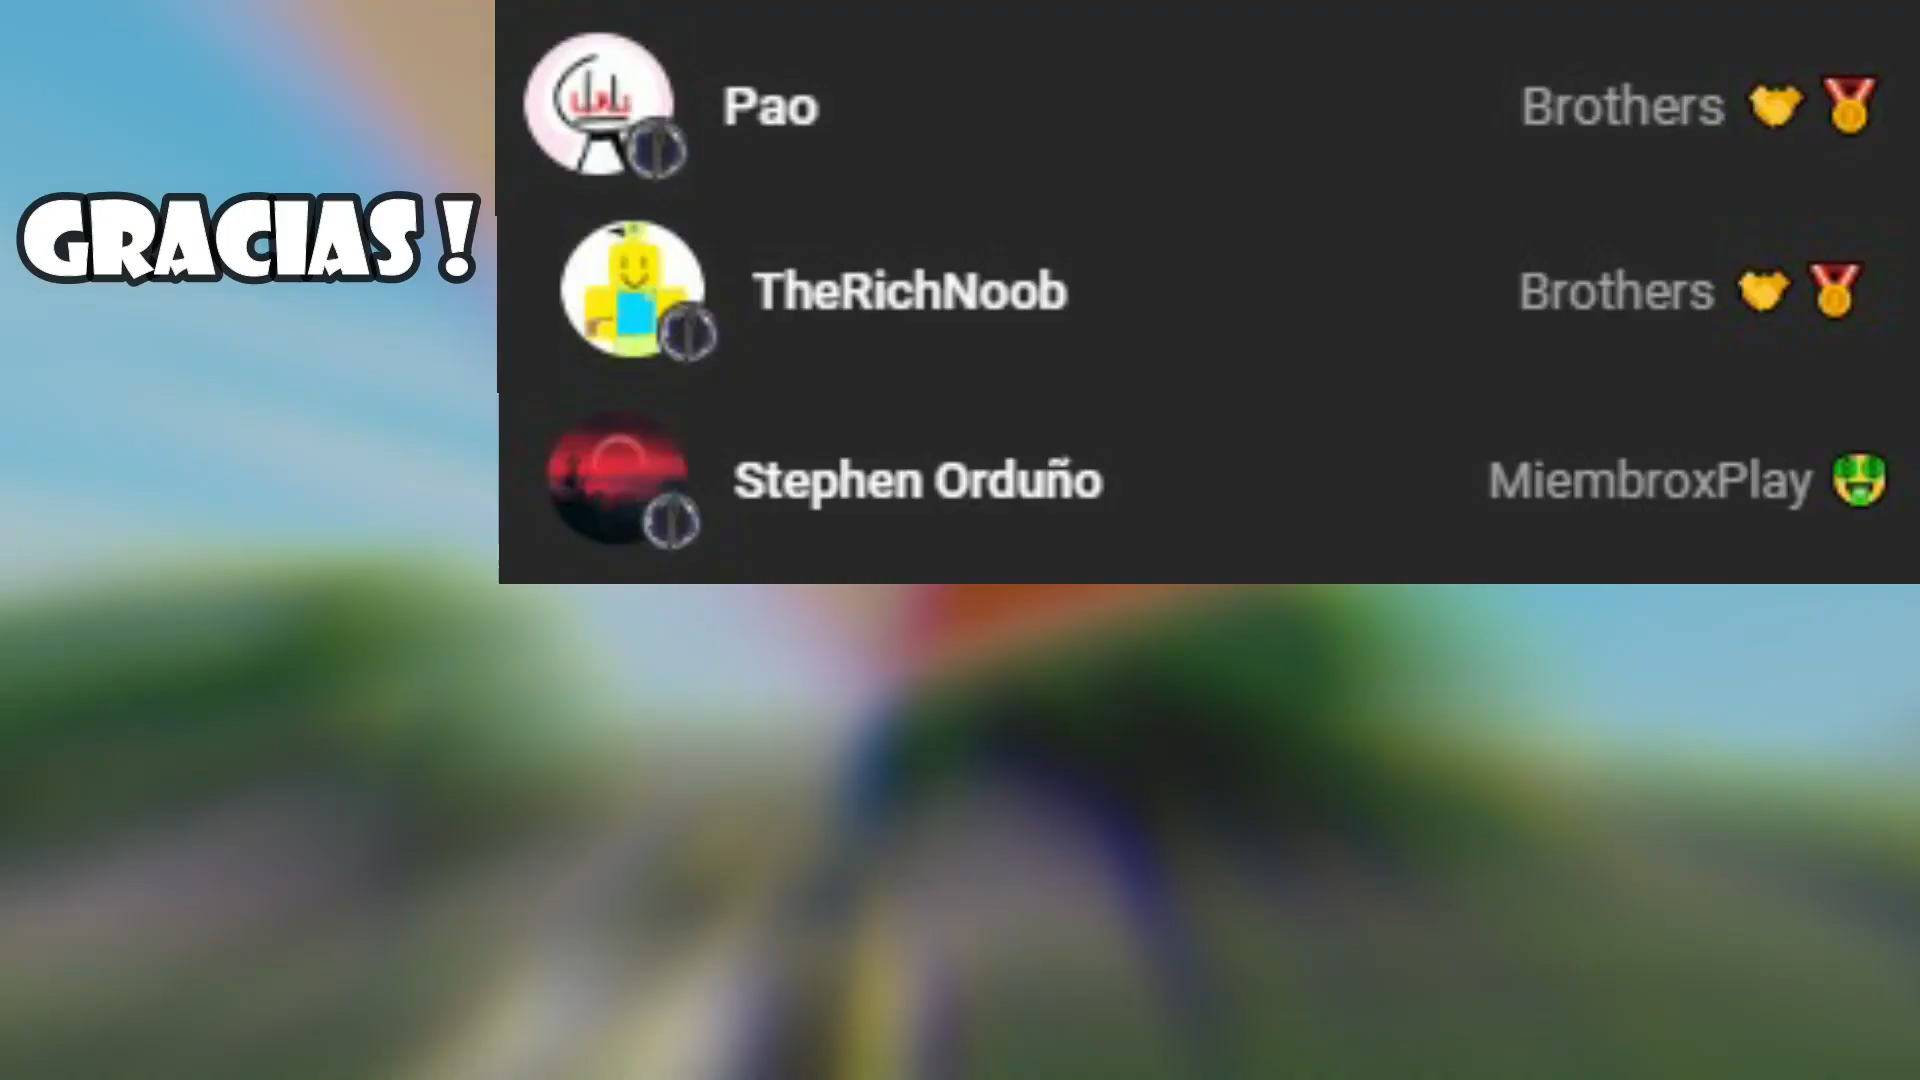 GRACIAS !
Pao Brothers 🤝 🏅
TheRichNoob Brothers 🤝 🏅
Stephen Orduño MiembroxPlay 🤑